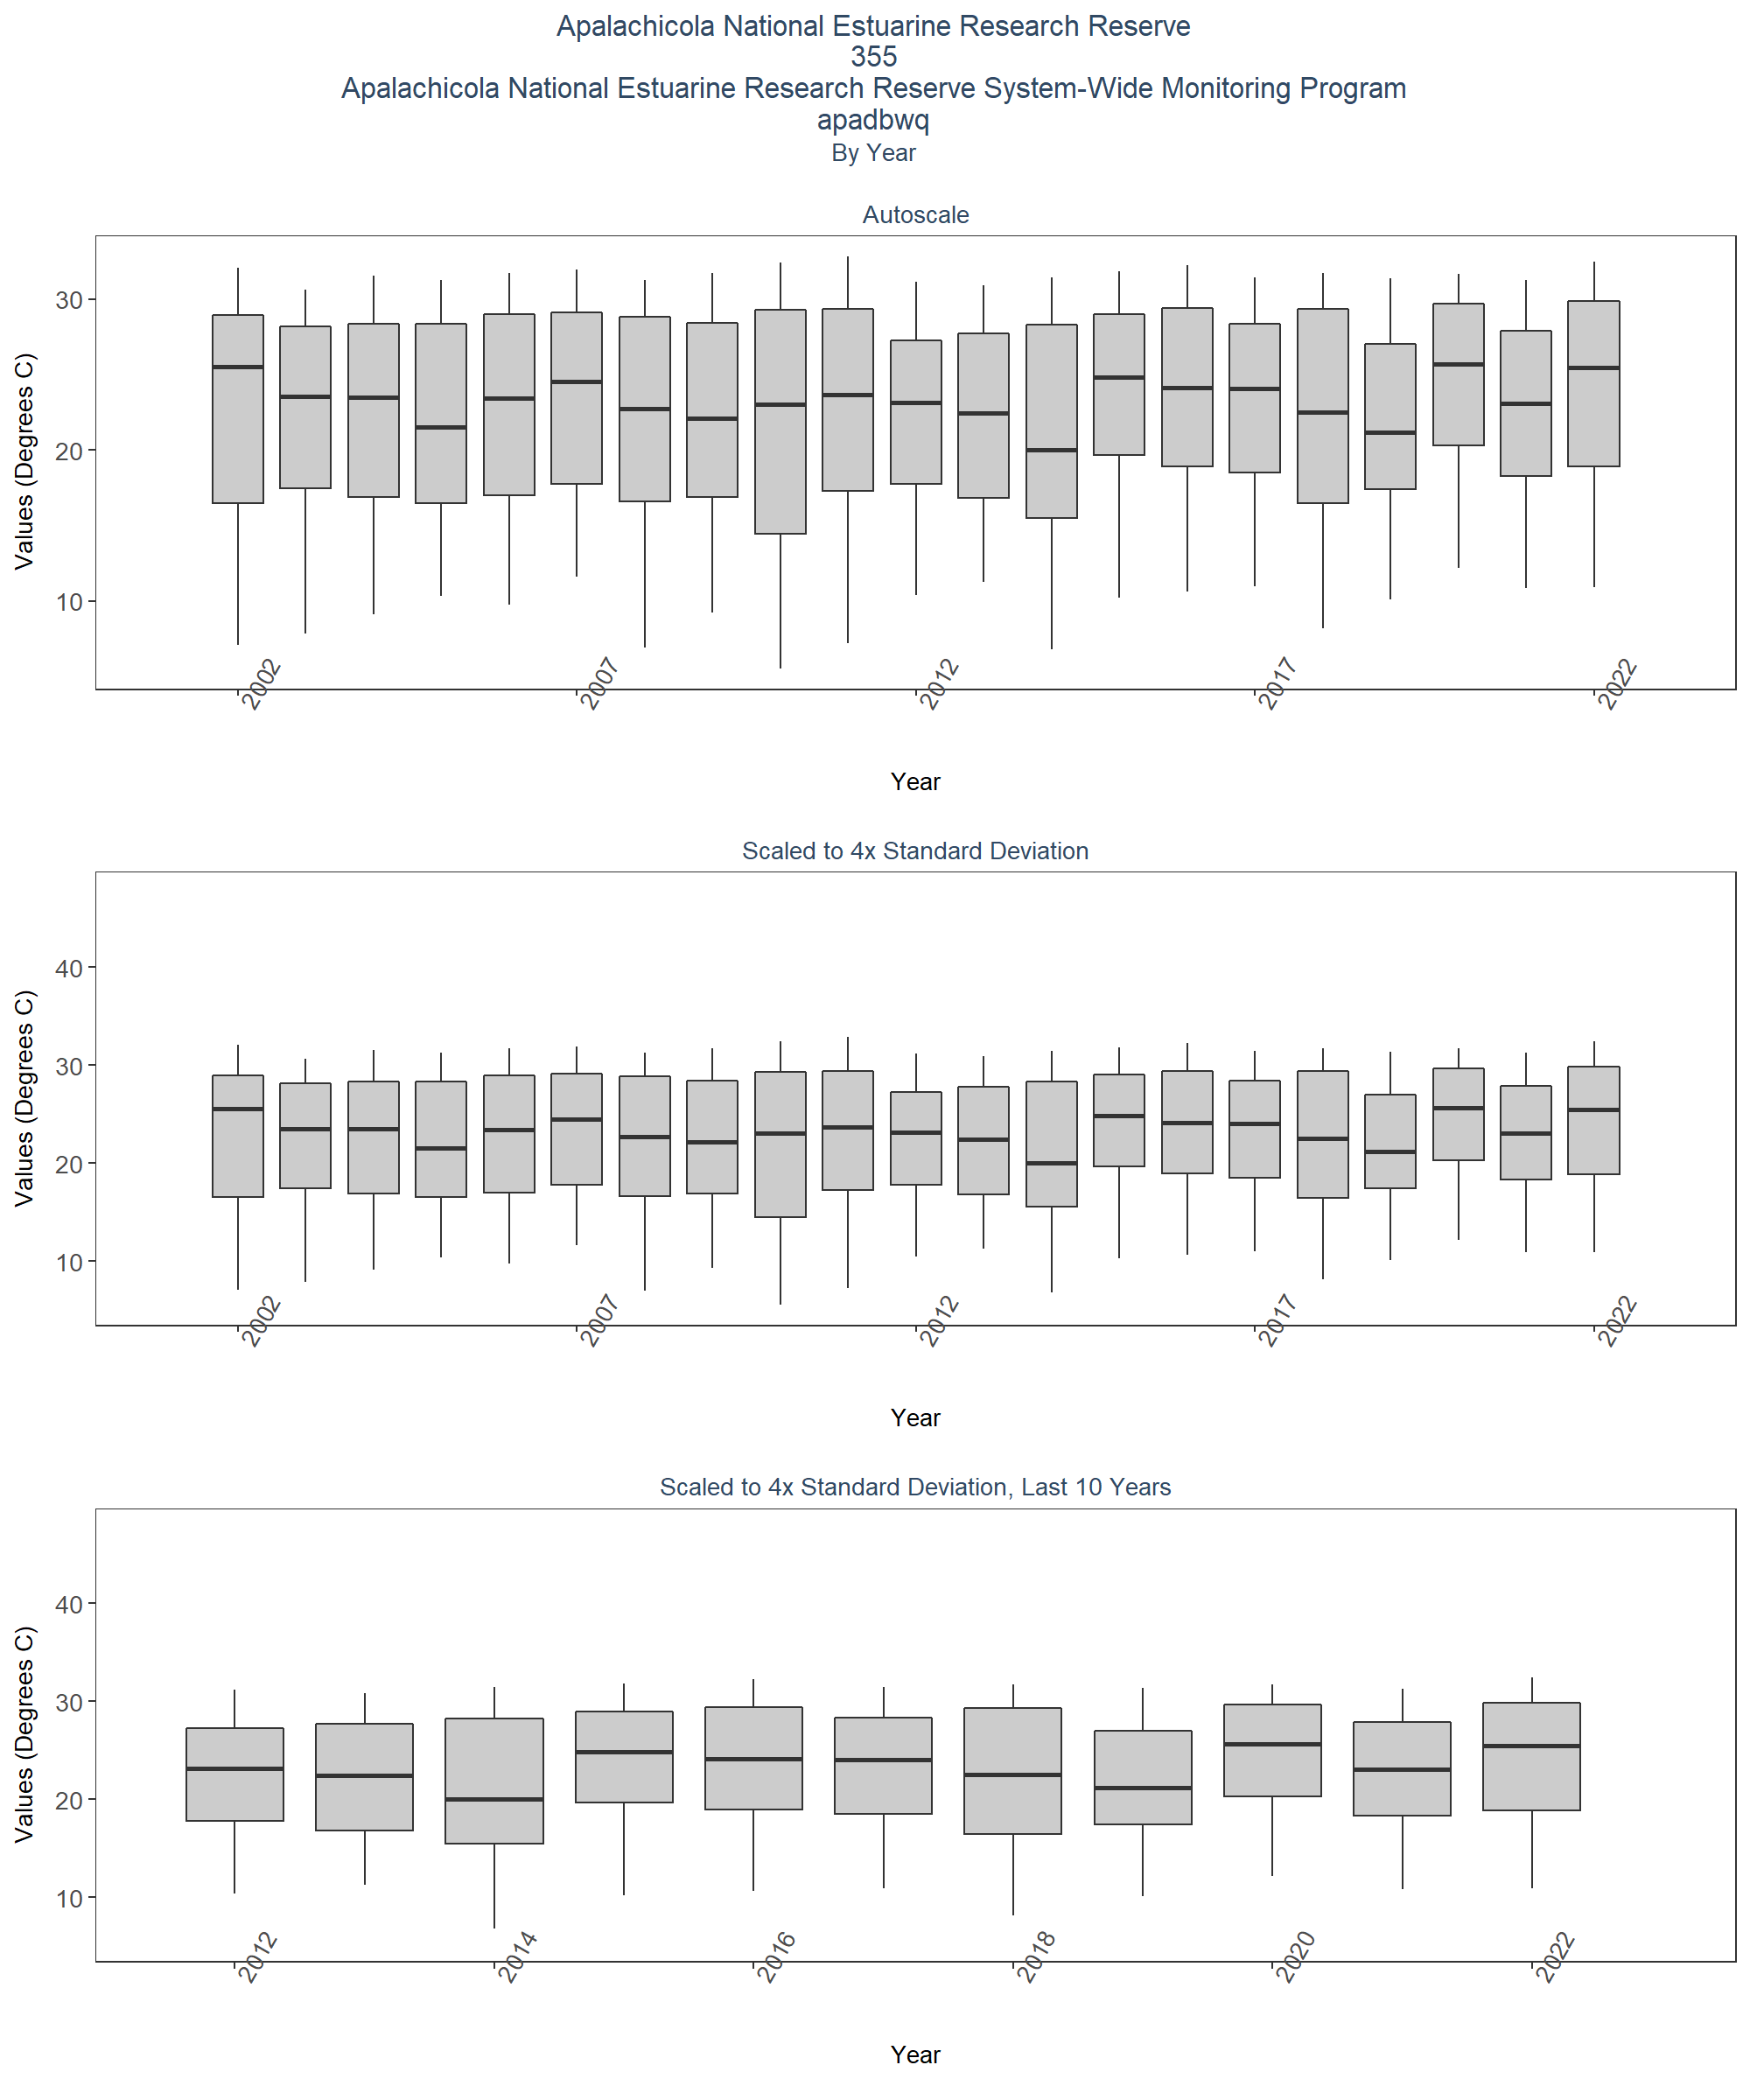 Apalachicola National Estuarine Research Reserve
355
Apalachicola National Estuarine Research Reserve System-Wide Monitoring Program
apadbwq
By Year
Autoscale
Values (Degrees C)
30
20
10
2002
2007
2012
2017
2022
Year
Scaled to 4x Standard Deviation
Values (Degrees C)
40
30
20
10
2002
2007
2012
2017
2022
Year
Scaled to 4x Standard Deviation, Last 10 Years
Values (Degrees C)
40
30
20
10
2012
2014
2016
2018
2020
2022
Year